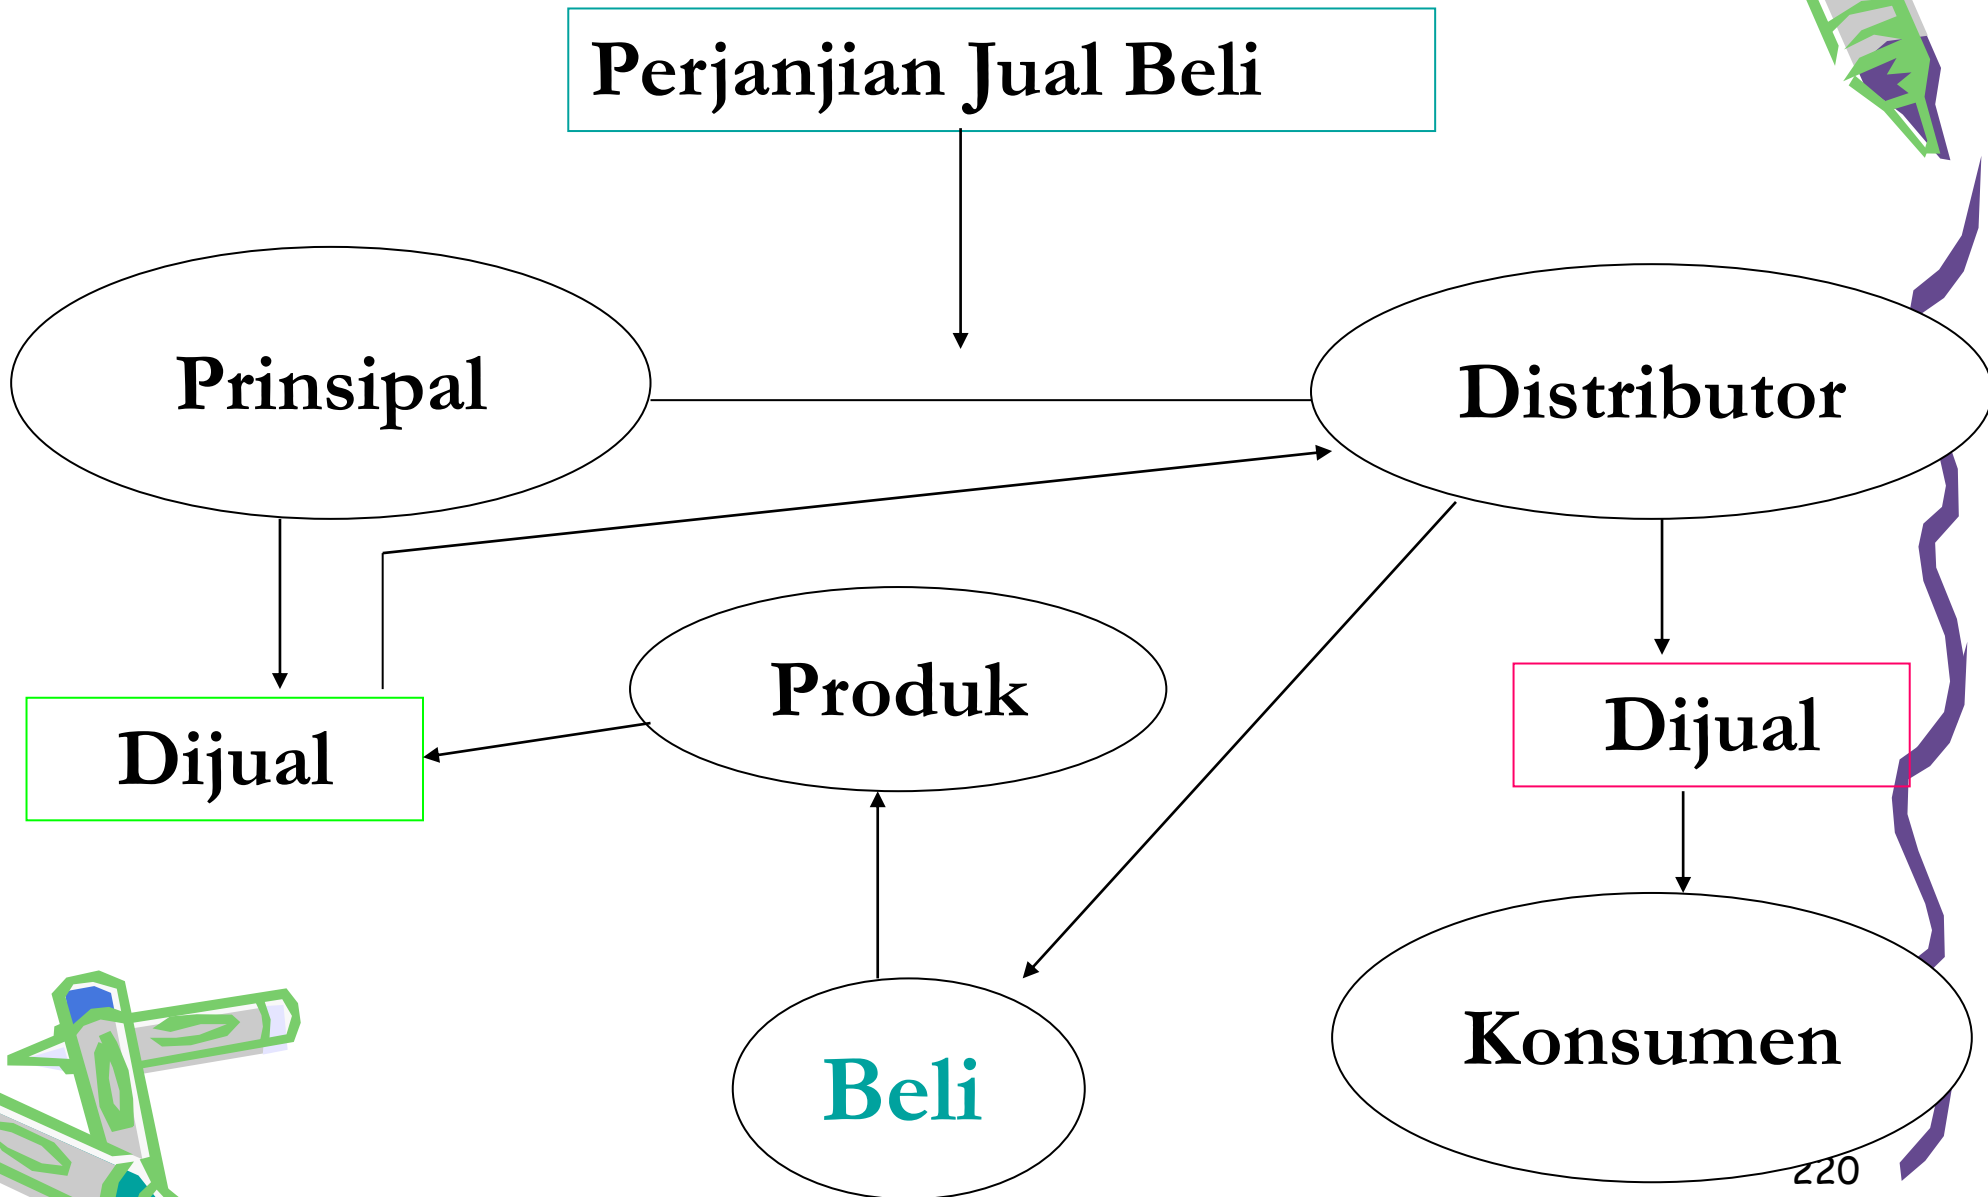 Perjanjian Jual Beli
Prinsipal
Distributor
Produk
Dijual
Dijual
Beli
Konsumen
220